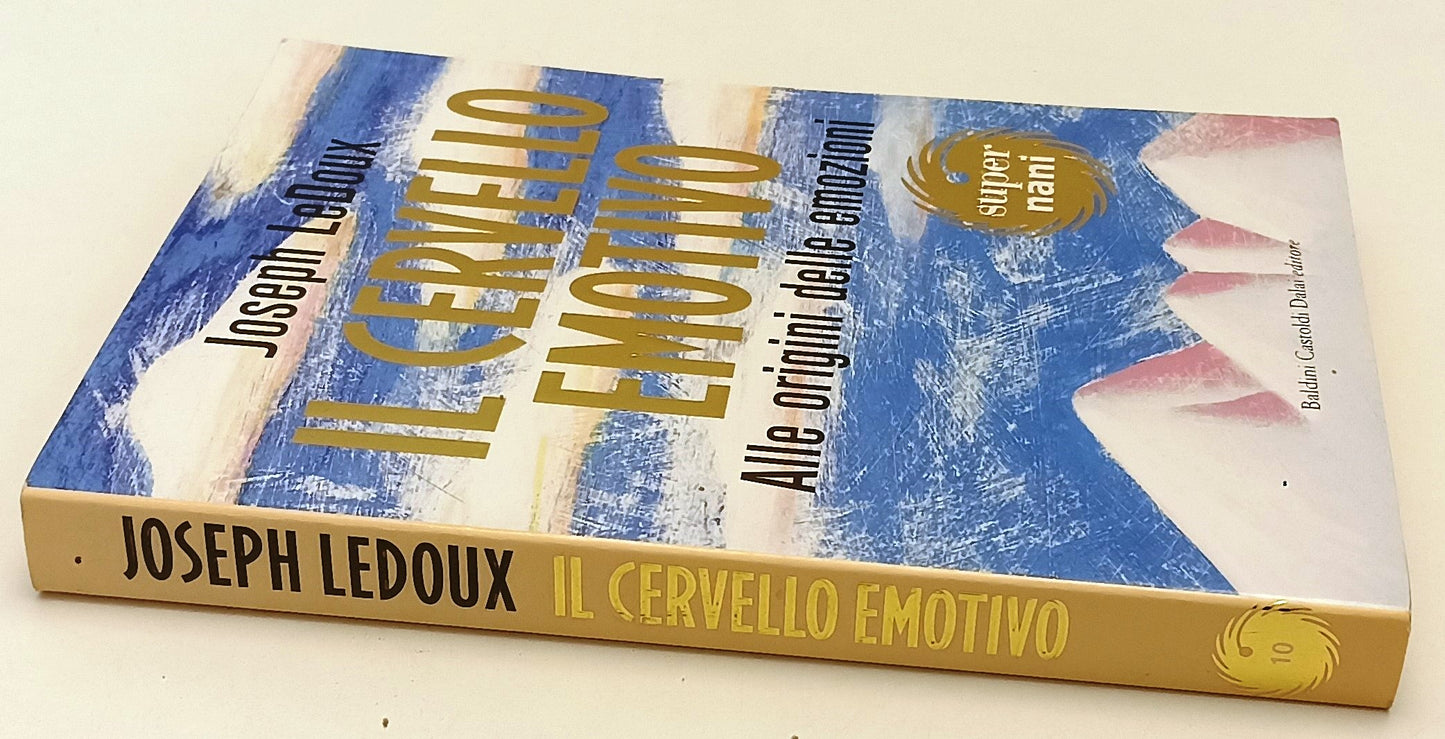 Joseph LeDoux
IL CERVELLO
EMOTIVO
Alle origini delle emozioni
super
nani
Baldini Castoldi Dalai editore
JOSEPH LEDOUX IL CERVELLO EMOTIVO
10